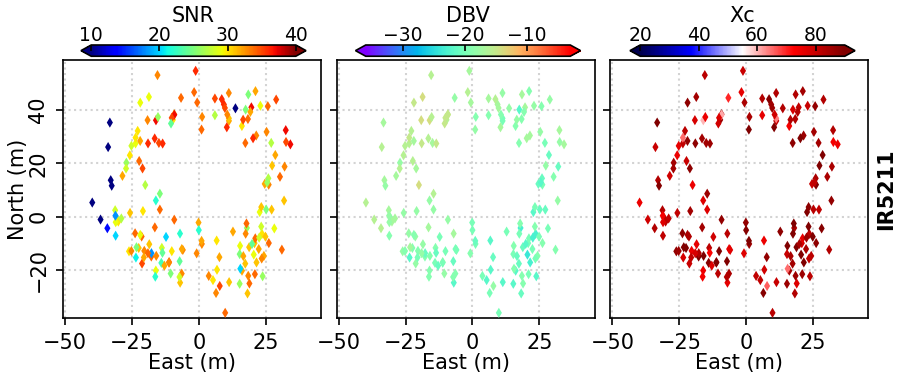 SNR DBV Xc
10 20 30 40 −30 −20 −10 20 40 60 80
40
20
0
−20
North (m)
−50 −25 0 25 −50 −25 0 25 −50 −25 0 25
East (m) East (m) East (m)
IR5211